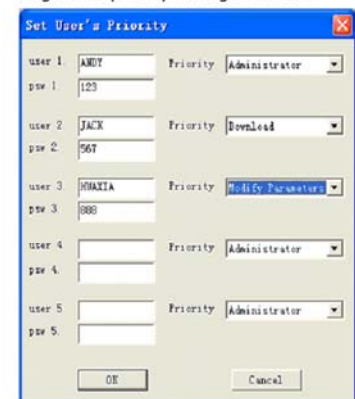 Set User's Priority
user 1. ANDY Priority Administrator
psw 1. 123
user 2 JACK Priority Download
psw 2. 567
user 3 HUAXIA Priority Modify Parameters
psw 3. 888
user 4 Priority Administrator
psw 4.
user 5 Priority Administrator
psw 5.
OK Cancel